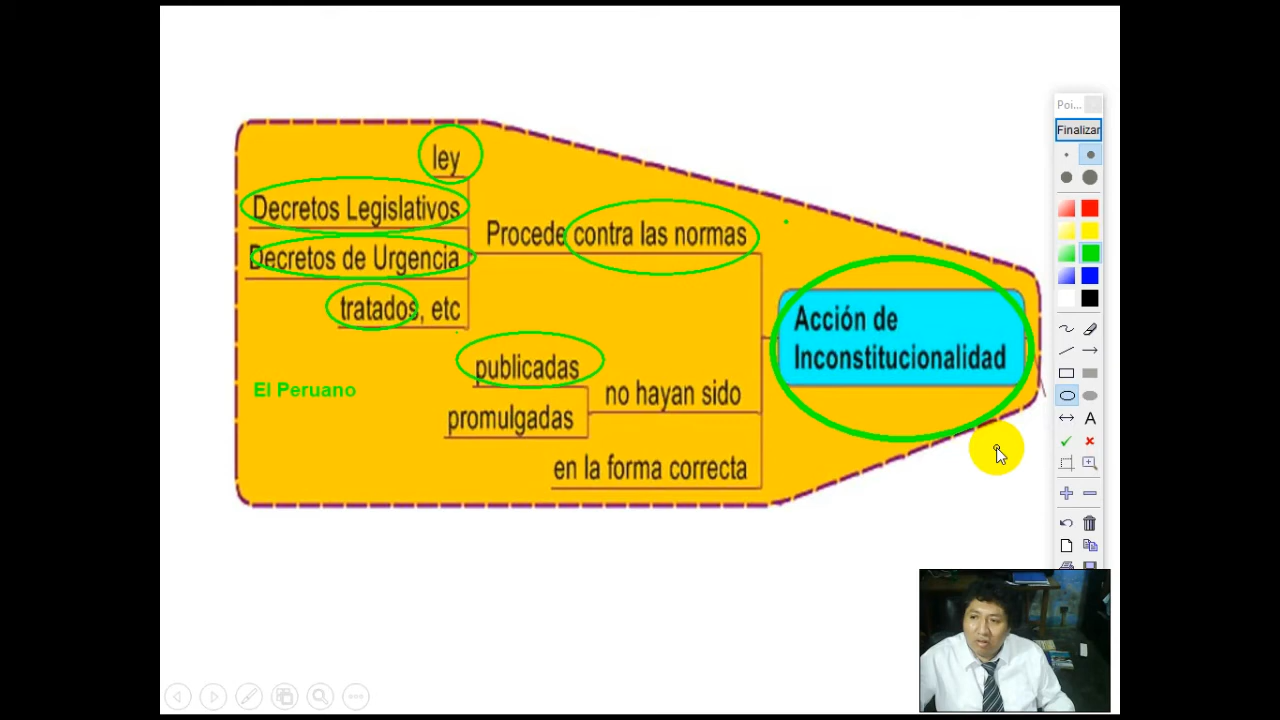 ley
Decretos Legislativos
Decretos de Urgencia
tratados, etc
Procede contra las normas
publicadas
promulgadas
no hayan sido
en la forma correcta
El Peruano
Acción de
Inconstitucionalidad
Poi...
Finalizar
A